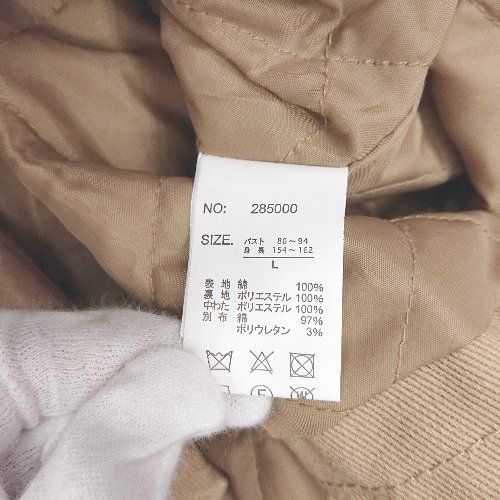 NO: 285000
SIZE. バスト 86~94
身長 154~162
L
表地 綿 100%
裏地 ポリエステル 100%
中わた ポリエステル 100%
別布 綿 97%
ポリウレタン 3%